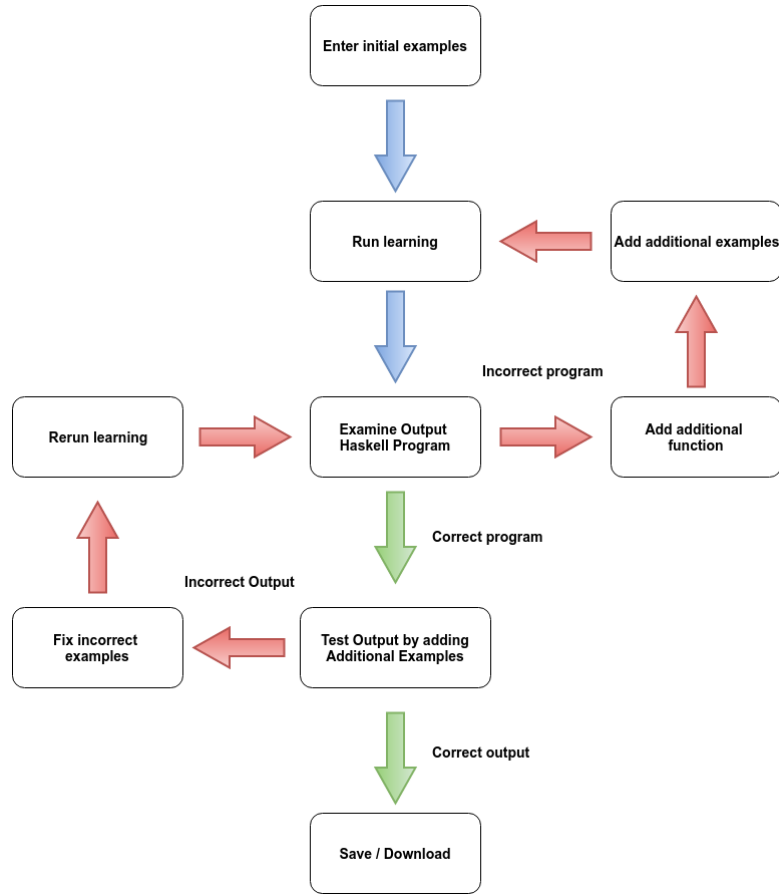 Enter initial examples
Run learning
Add additional examples
Incorrect program
Rerun learning
Examine Output
Haskell Program
Add additional
function
Correct program
Incorrect Output
Fix incorrect
examples
Test Output by adding
Additional Examples
Correct output
Save / Download